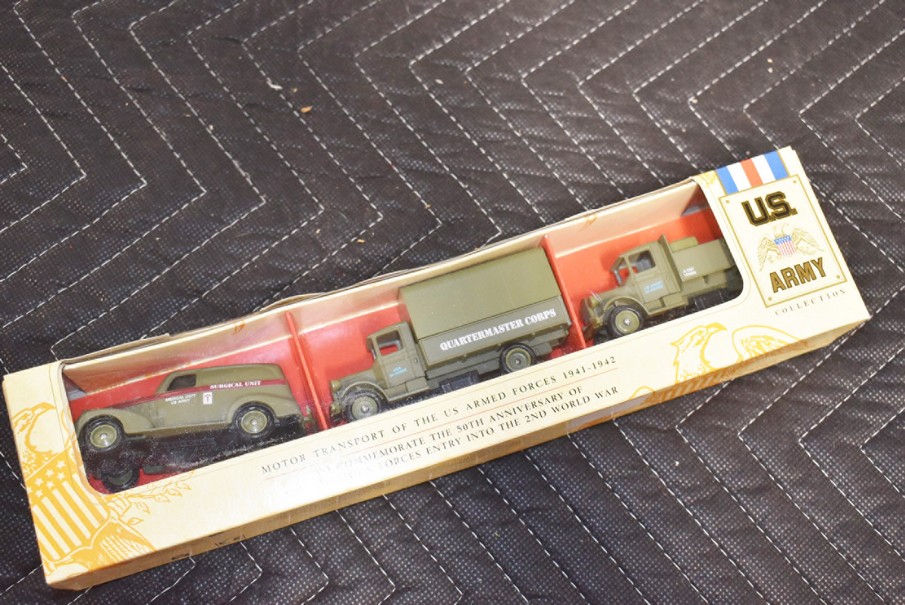 U.S.
ARMY
COLLECTION
QUARTERMASTER CORPS
SURGICAL UNIT
MOTOR TRANSPORT OF THE US ARMED FORCES 1941-1942
COMMEMORATE THE 50TH ANNIVERSARY OF
FORCES ENTRY INTO THE 2ND WORLD WAR